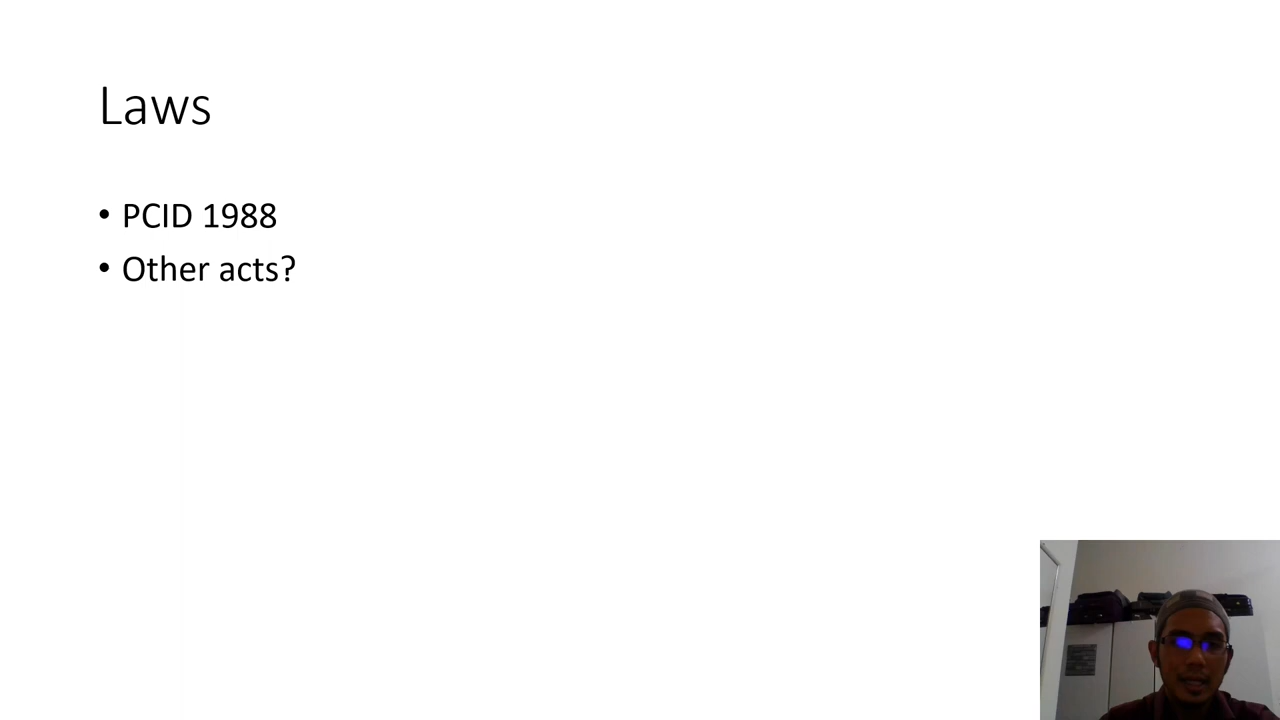 Laws
• PCID 1988
• Other acts?